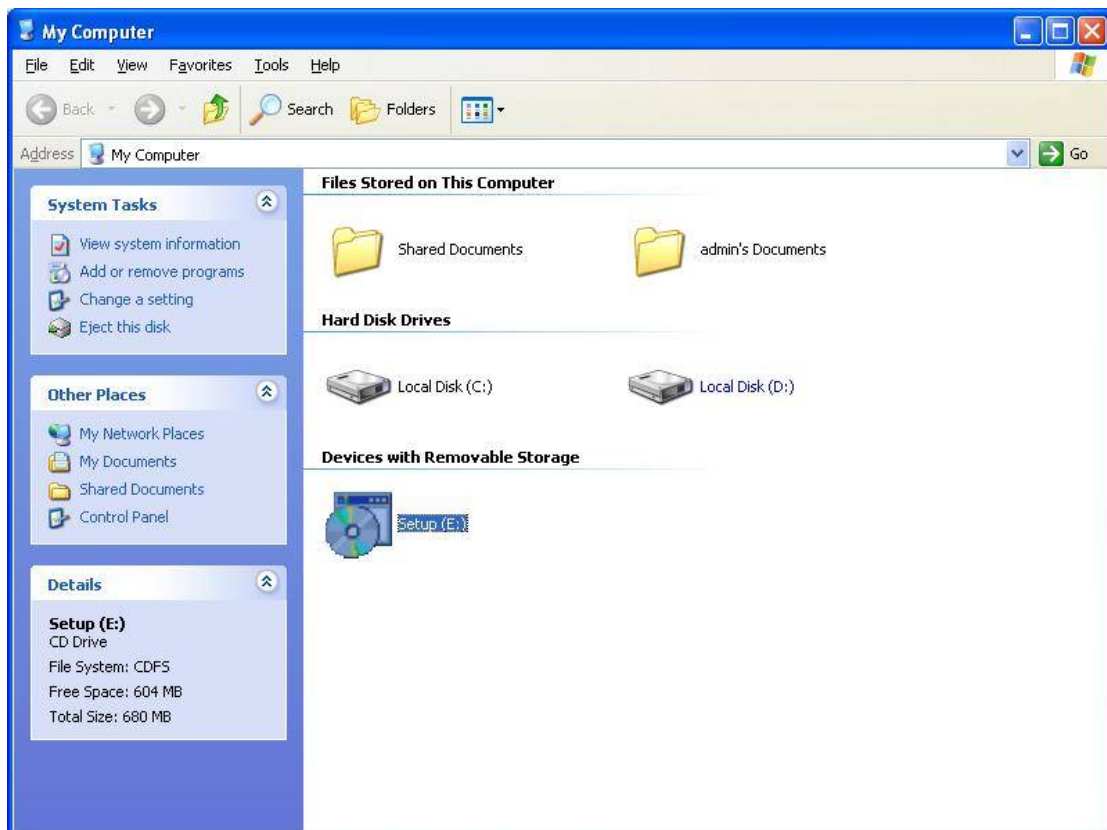 My Computer
File Edit View Favorites Tools Help
Back Search Folders
Address My Computer Go
System Tasks
View system information
Add or remove programs
Change a setting
Eject this disk
Other Places
My Network Places
My Documents
Shared Documents
Control Panel
Details
Setup (E:)
CD Drive
File System: CDFS
Free Space: 604 MB
Total Size: 680 MB
Files Stored on This Computer
Shared Documents admin's Documents
Hard Disk Drives
Local Disk (C:) Local Disk (D:)
Devices with Removable Storage
Setup (E:)